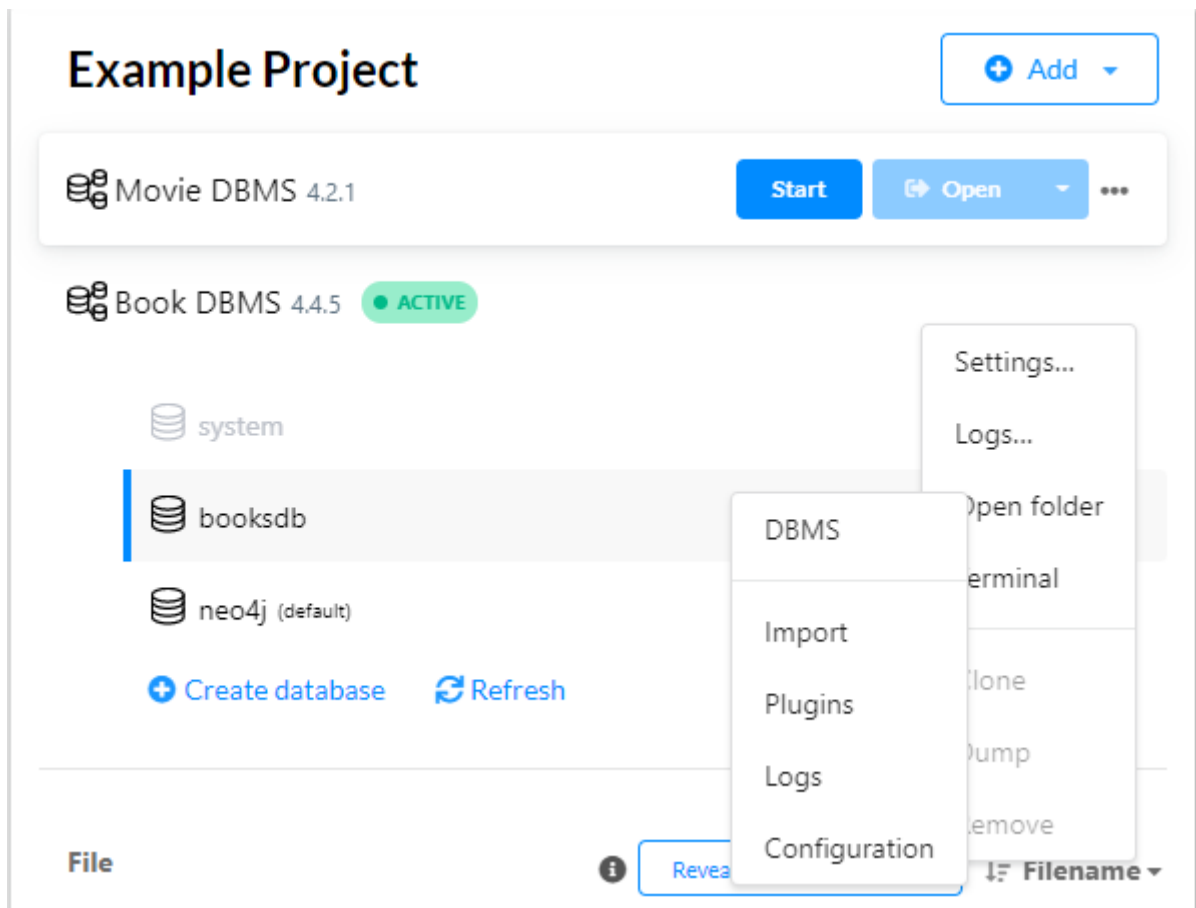 Example Project
Add
Movie DBMS 4.2.1
Start
Open
Book DBMS 4.4.5
ACTIVE
Settings...
Logs...
Open folder
Terminal
Clone
Dump
Remove
system
booksdb
neo4j (default)
Create database
Refresh
DBMS
Import
Plugins
Logs
Configuration
File
Filename